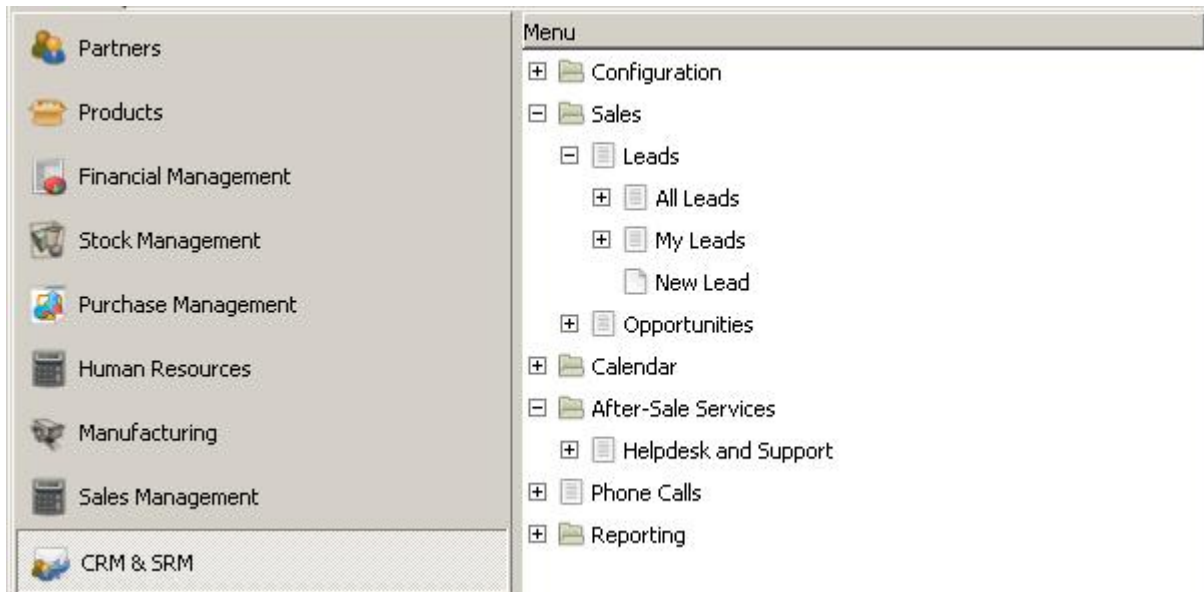 Partners
Products
Financial Management
Stock Management
Purchase Management
Human Resources
Manufacturing
Sales Management
CRM & SRM
Menu
Configuration
Sales
Leads
All Leads
My Leads
New Lead
Opportunities
Calendar
After-Sale Services
Helpdesk and Support
Phone Calls
Reporting